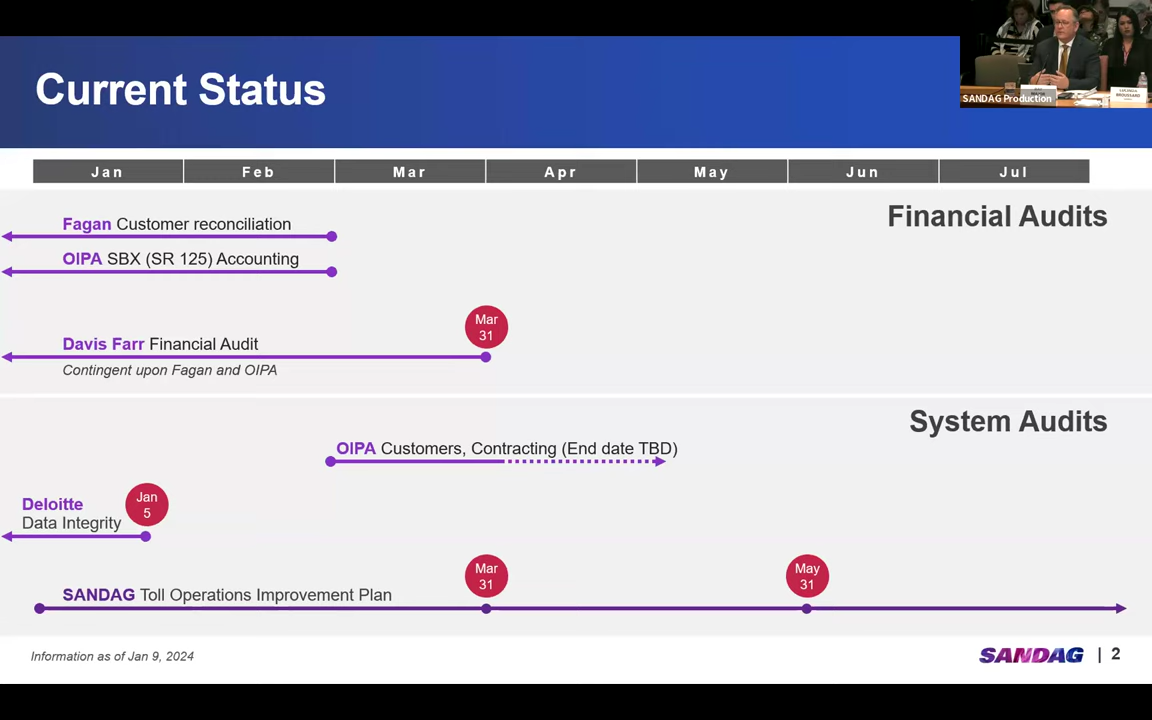 Current Status
SANDAG Production
BROUSSARD
Jan Feb Mar Apr May Jun Jul
Financial Audits
Fagan Customer reconciliation
OIPA SBX (SR 125) Accounting
Mar
31
Davis Farr Financial Audit
Contingent upon Fagan and OIPA
System Audits
OIPA Customers, Contracting (End date TBD)
Deloitte
Data Integrity
Jan
5
Mar
31
May
31
SANDAG Toll Operations Improvement Plan
Information as of Jan 9, 2024
SANDAG | 2